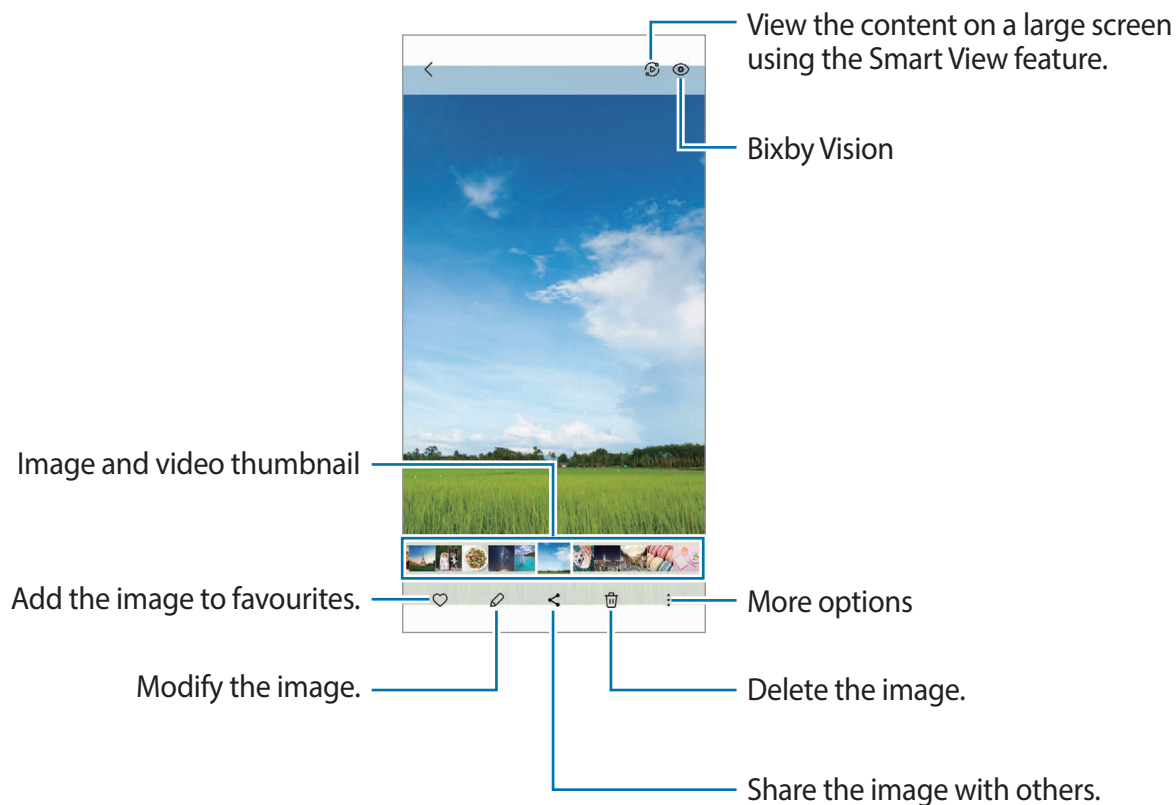 View the content on a large screen
using the Smart View feature.
Bixby Vision
Image and video thumbnail
Add the image to favourites.
More options
Modify the image.
Delete the image.
Share the image with others.